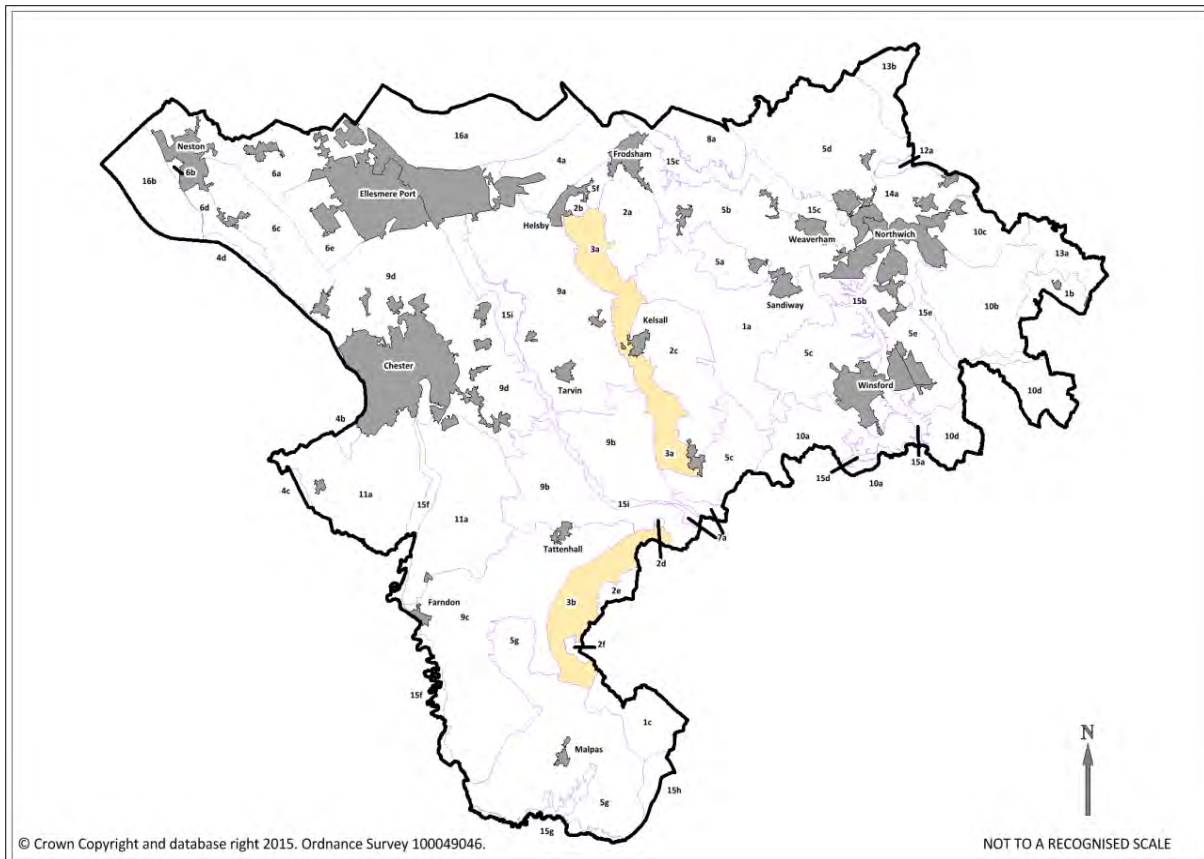 13b
16a
8a
12a
Neston
Frodsham
5d
6b
6a
4a
15c
16b
5f
14a
Ellesmere Port
6d
2b
2a
5b
15c
Helsby
6c
Weaverham
Northwich
10c
6e
3a
4d
13a
5a
9d
1b
9a
Sandiway
15b
10b
15i
Kelsall
15e
1a
5e
2c
5c
Chester
Winsford
Tarvin
9d
10d
4b
9b
10a
10d
3a
5c
4c
15a
11a
9b
15d
10a
15f
15i
11a
7a
Tattenhall
2d
2e
Farndon
3b
9c
5g
2f
15f
1c
N
Malpas
15h
5g
15g
© Crown Copyright and database right 2015. Ordnance Survey 100049046.
NOT TO A RECOGNISED SCALE